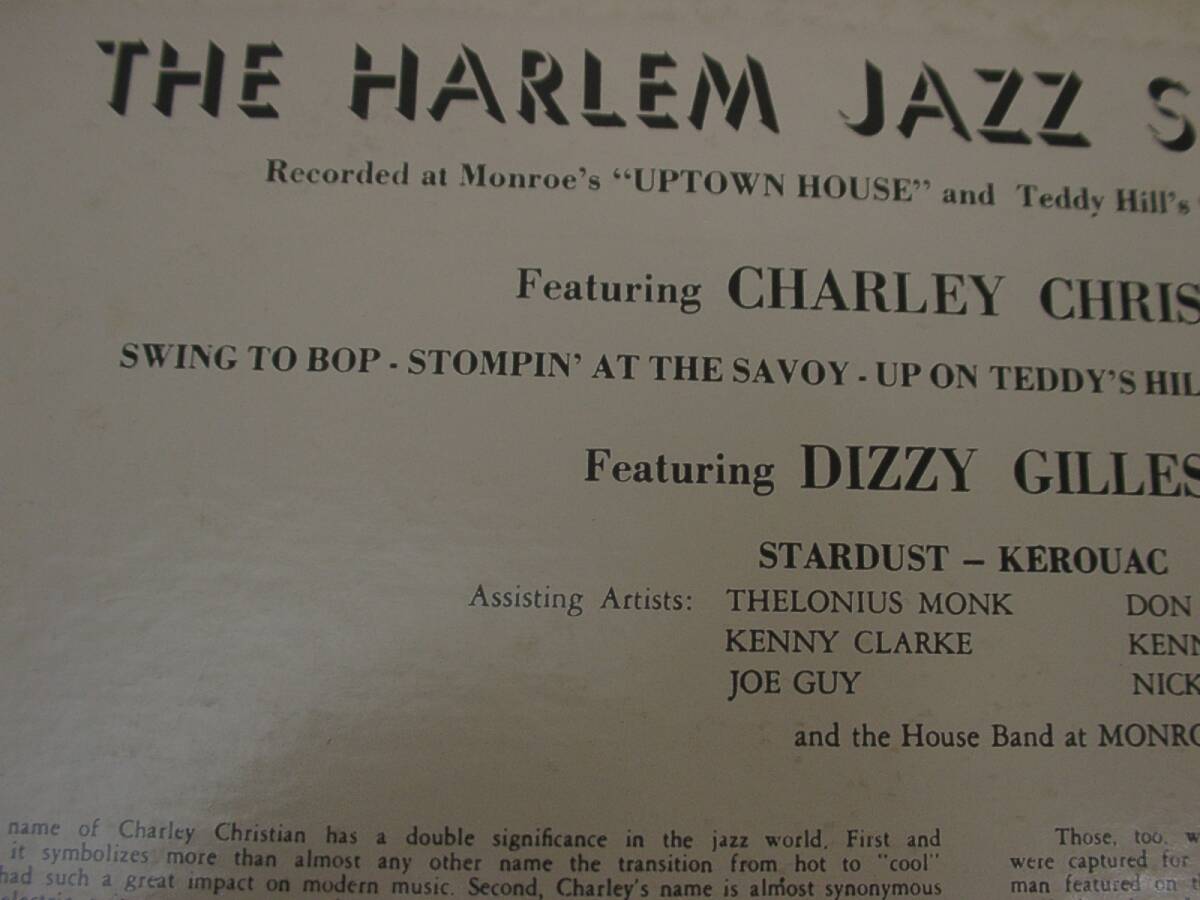 THE HARLEM JAZZ S
Recorded at Monroe's "UPTOWN HOUSE" and Teddy Hill's
Featuring CHARLEY CHRIS
SWING TO BOP - STOMPIN' AT THE SAVOY - UP ON TEDDY'S HIL
Featuring DIZZY GILLES
STARDUST – KEROUAC
Assisting Artists: THELONIUS MONK DON
KENNY CLARKE KENN
JOE GUY NICK
and the House Band at MONRO
name of Charley Christian has a double significance in the jazz world. First and
it symbolizes more than almost any other name the transition from hot to "cool"
had such a great impact on modern music. Second, Charley's name is almost synonymous
Those, too, w
were captured for
man featured on t